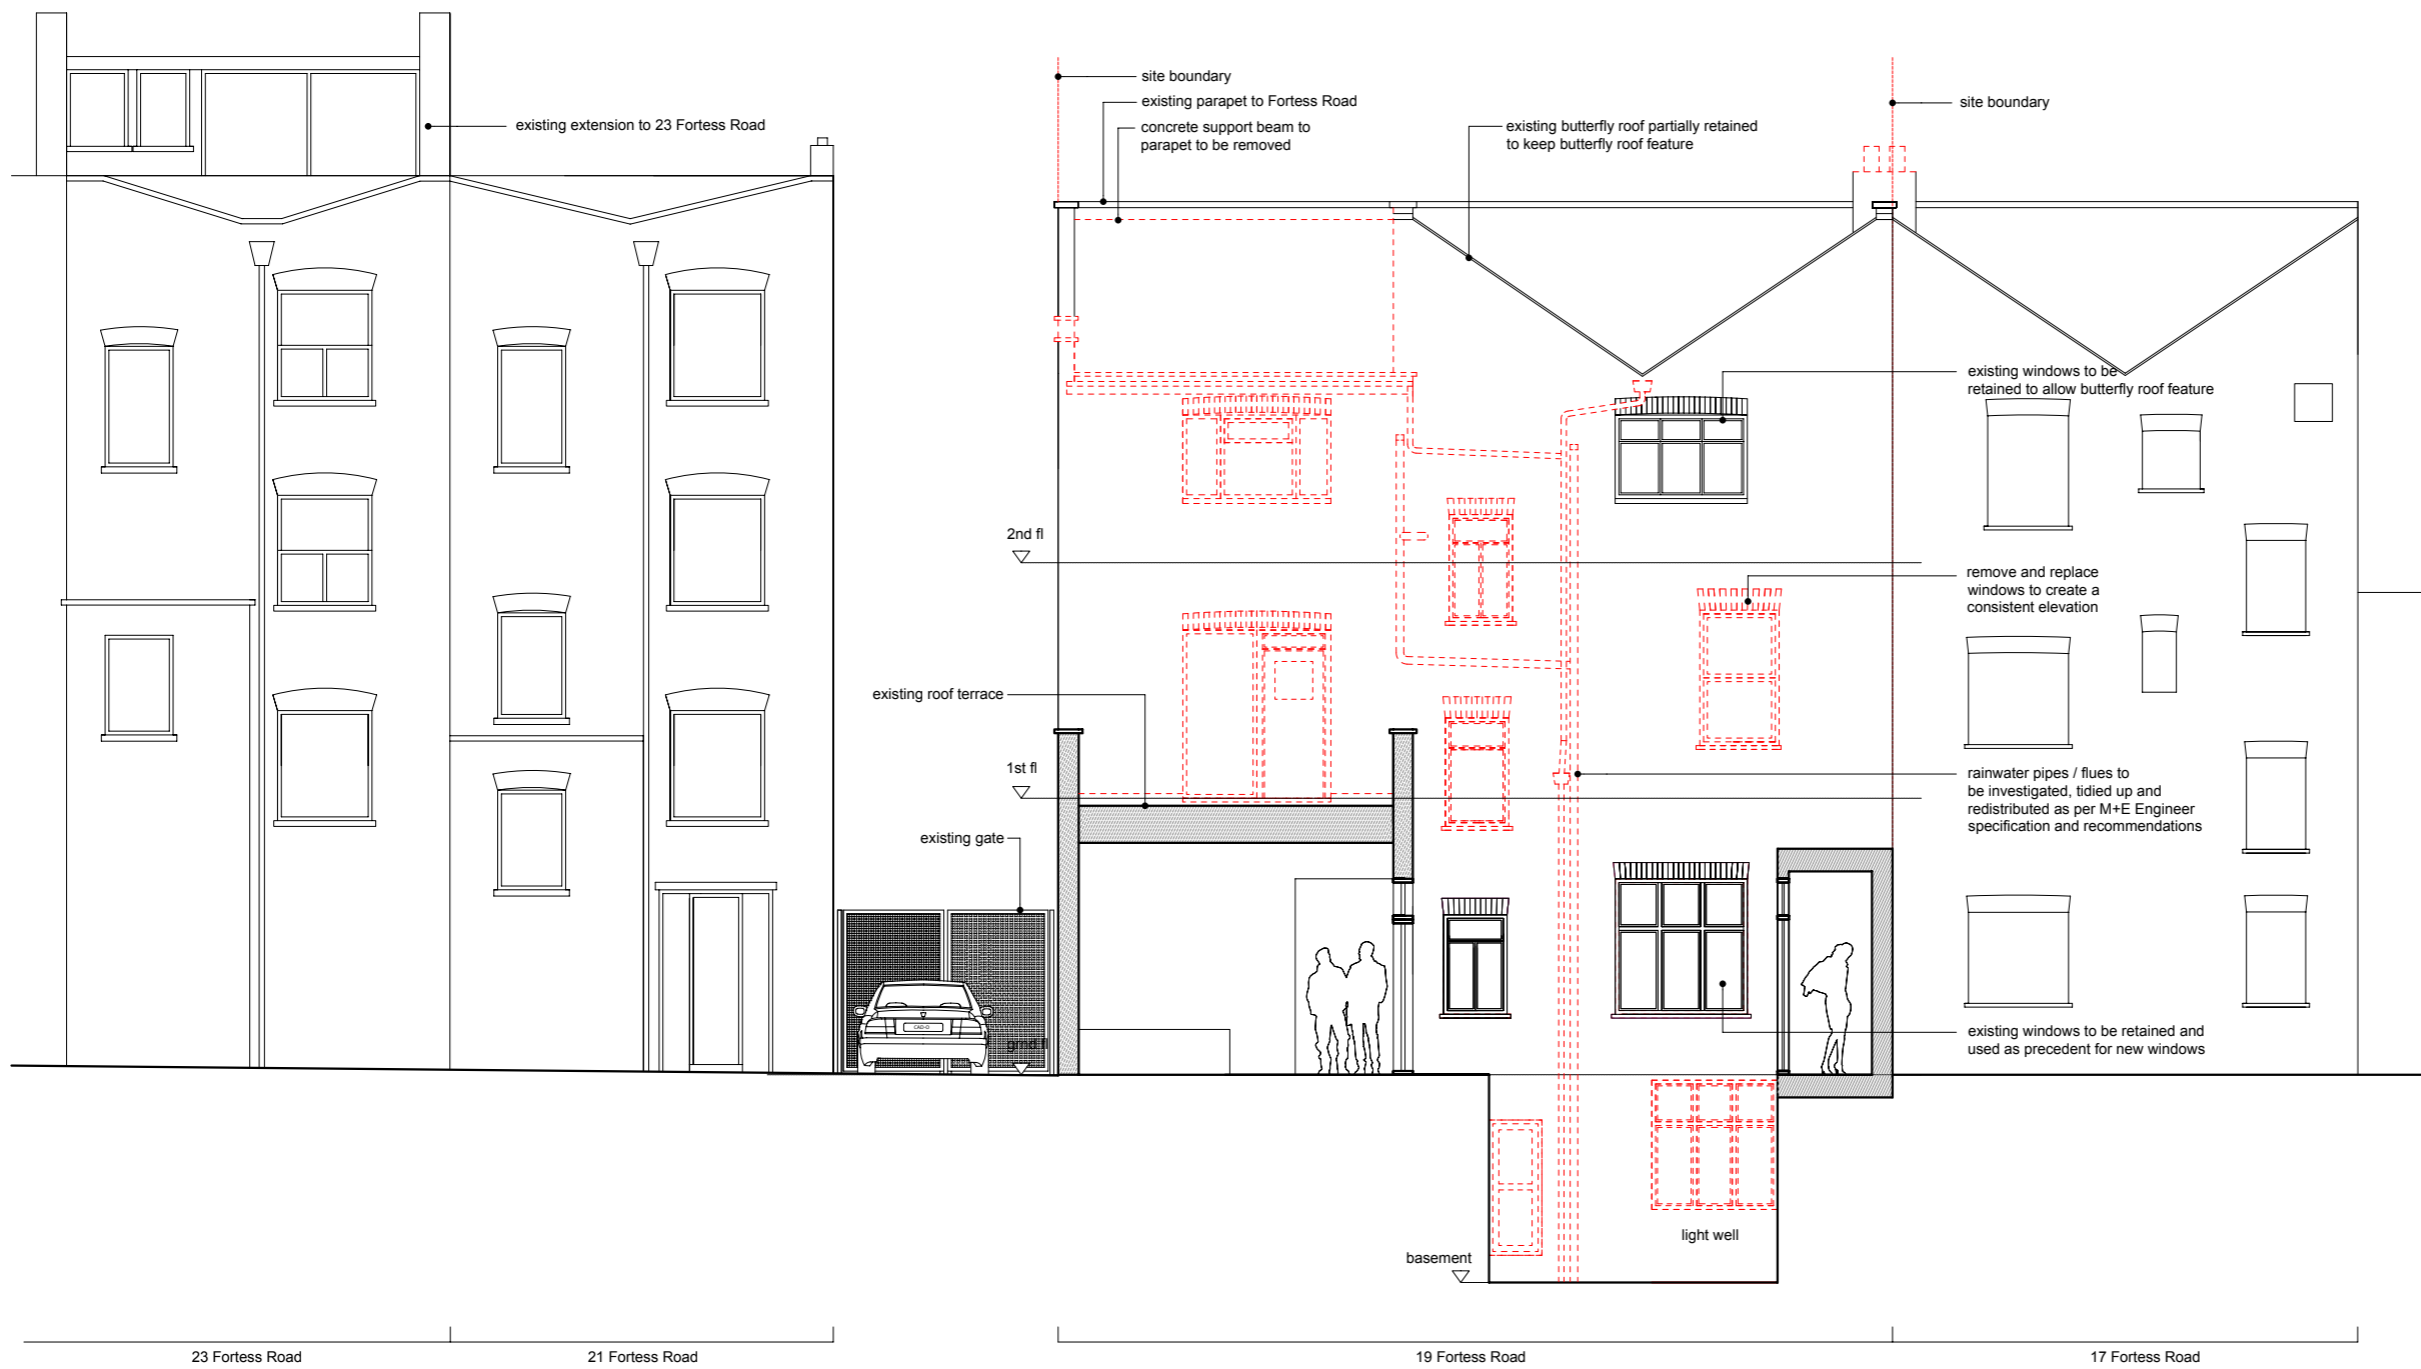 site boundary
existing parapet to Fortess Road
concrete support beam to
parapet to be removed
existing extension to 23 Fortess Road
existing butterfly roof partially retained
to keep butterfly roof feature
site boundary
existing windows to be
retained to allow butterfly roof feature
2nd fl
remove and replace
windows to create a
consistent elevation
existing roof terrace
1st fl
rainwater pipes / flues to
be investigated, tidied up and
redistributed as per M+E Engineer
specification and recommendations
existing gate
CAD-D
grnd fl
existing windows to be retained and
used as precedent for new windows
light well
basement
23 Fortess Road
21 Fortess Road
19 Fortess Road
17 Fortess Road